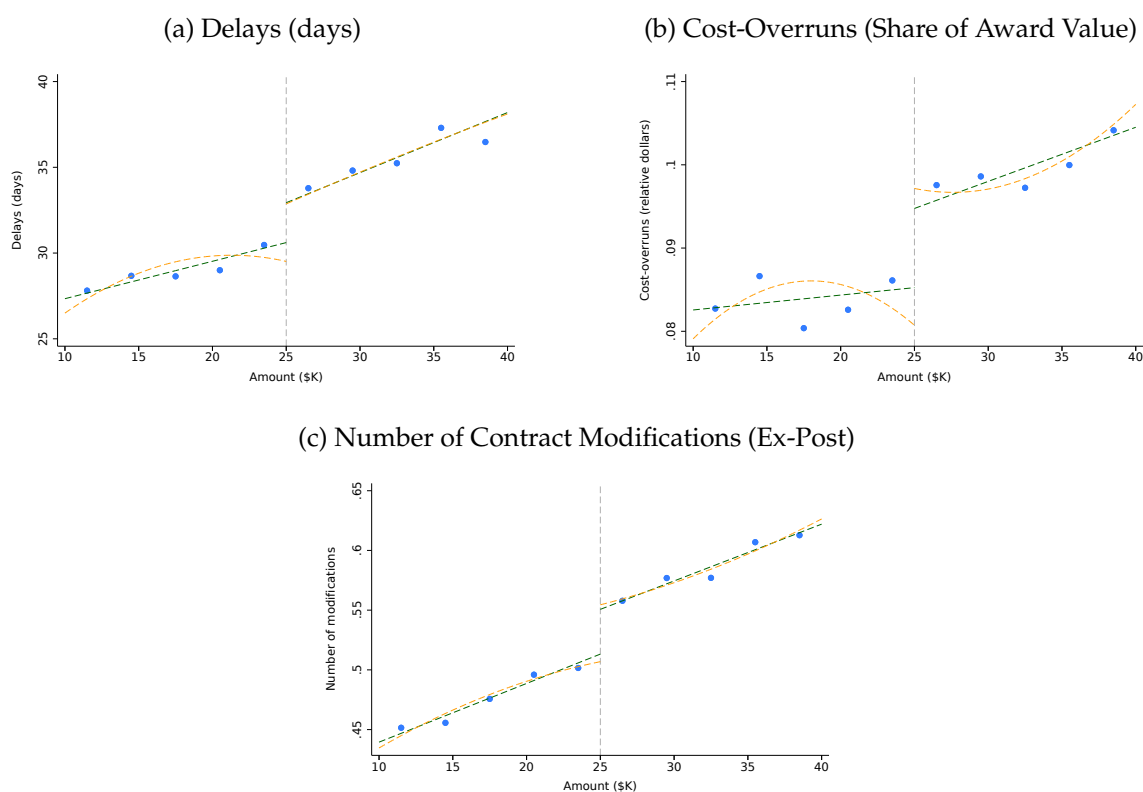 (a) Delays (days)
(b) Cost-Overruns (Share of Award Value)
40
35
30
25
Delays (days)
10 15 20 25 30 35 40
Amount ($K)
.11
.1
.09
.08
Cost-overruns (relative dollars)
10 15 20 25 30 35 40
Amount ($K)
(c) Number of Contract Modifications (Ex-Post)
.65
.6
.55
.5
.45
Number of modifications
10 15 20 25 30 35 40
Amount ($K)